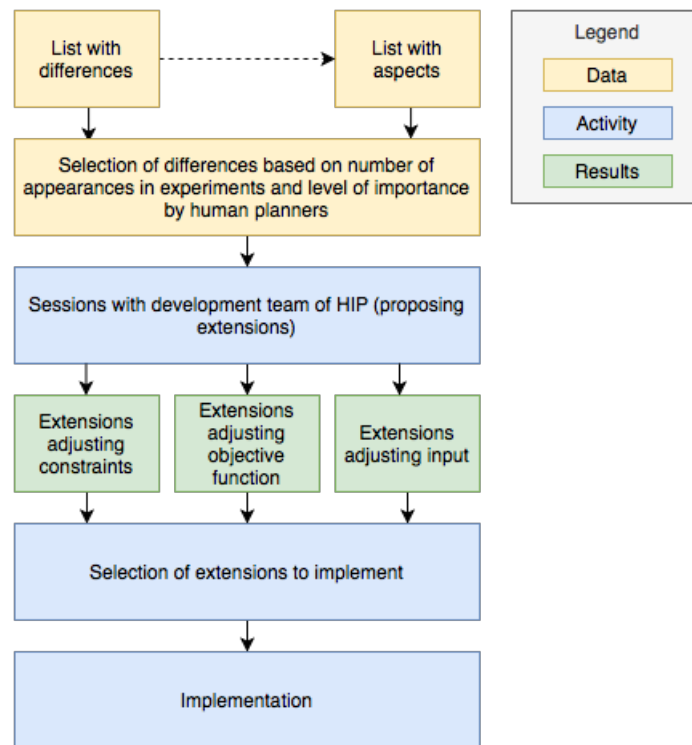 List with
differences
List with
aspects
Legend
Data
Activity
Results
Selection of differences based on number of
appearances in experiments and level of importance
by human planners
Sessions with development team of HIP (proposing
extensions)
Extensions
adjusting
constraints
Extensions
adjusting
objective
function
Extensions
adjusting input
Selection of extensions to implement
Implementation